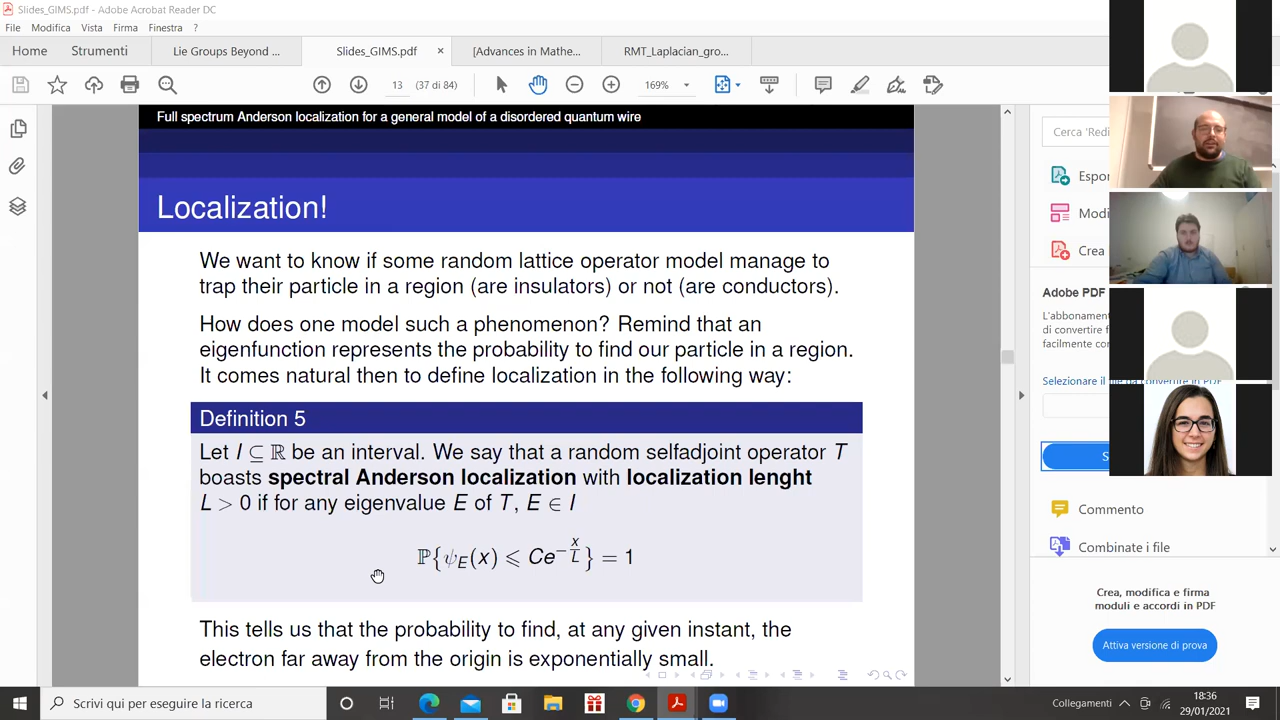 Slides_GIMS.pdf - Adobe Acrobat Reader DC
File Modifica Vista Firma Finestra ?
Home Strumenti Lie Groups Beyond ... Slides_GIMS.pdf × [Advances in Mathe... RMT_Laplacian_gro...
13 (37 di 84) 169%
Full spectrum Anderson localization for a general model of a disordered quantum wire
Localization!
We want to know if some random lattice operator model manage to
trap their particle in a region (are insulators) or not (are conductors).
How does one model such a phenomenon? Remind that an
eigenfunction represents the probability to find our particle in a region.
It comes natural then to define localization in the following way:
Definition 5
Let I ⊆ ℝ be an interval. We say that a random selfadjoint operator T
boasts spectral Anderson localization with localization lenght
L > 0 if for any eigenvalue E of T, E ∈ I
ℙ{ψ_E(x) ⩽ Ce^{-x/L}} = 1
This tells us that the probability to find, at any given instant, the
electron far away from the origin is exponentially small.
Cerca 'Redi
Espor
Modi
Crea
Adobe PDF
L'abbonamen
di convertire f
facilmente con
Selezionare il file da convertire in PDF
S
Commento
Combinate i file
Crea, modifica e firma
moduli e accordi in PDF
Attiva versione di prova
Scrivi qui per eseguire la ricerca
Collegamenti
18:36
29/01/2021